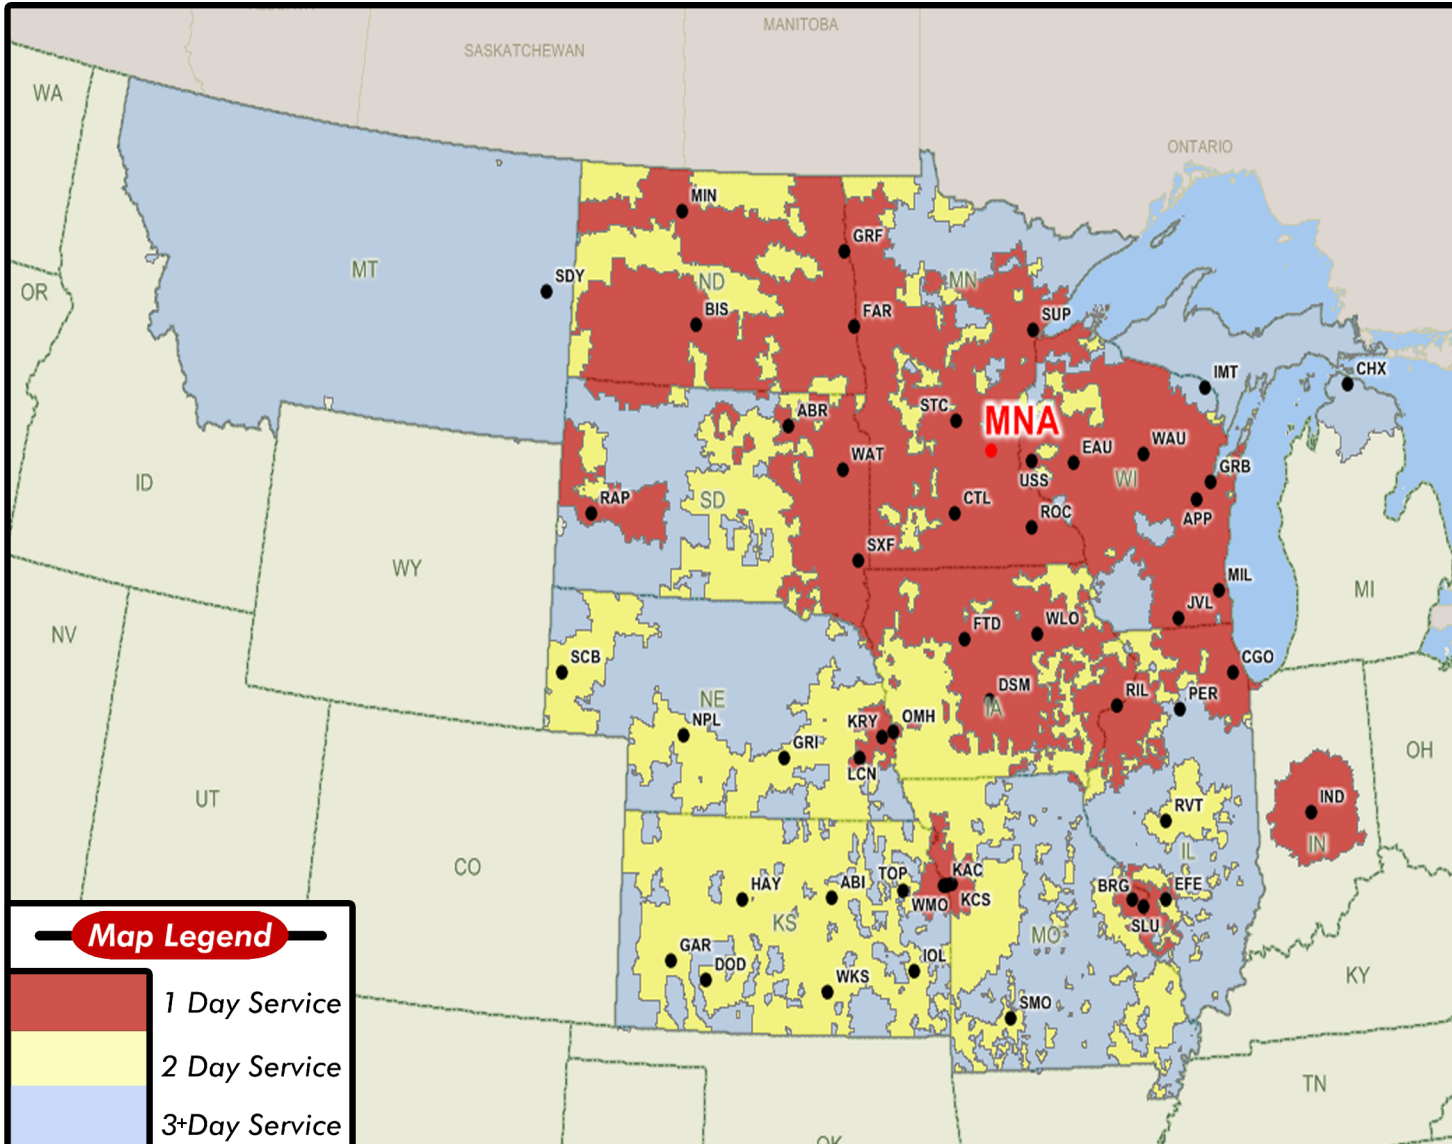 MANITOBA
SASKATCHEWAN
WA
ONTARIO
MIN
GRF
MT
SDY
ND
MN
OR
BIS
FAR
SUP
IMT
CHX
STC
MNA
ABR
WAU
EAU
WAT
GRB
USS
WI
ID
RAP
SD
CTL
ROC
APP
SXF
WY
MIL
MI
JVL
NV
FTD
WLO
SCB
CGO
DSM
RIL
PER
NE
IA
NPL
KRY
OMH
GRI
OH
LCN
UT
IND
RVT
IN
IL
CO
TOP
KAC
HAY
ABI
BRG
EFE
WMO
KCS
KS
SLU
MO
GAR
DOD
WKS
IOL
KY
SMO
TN
OK
Map Legend
1 Day Service
2 Day Service
3+Day Service